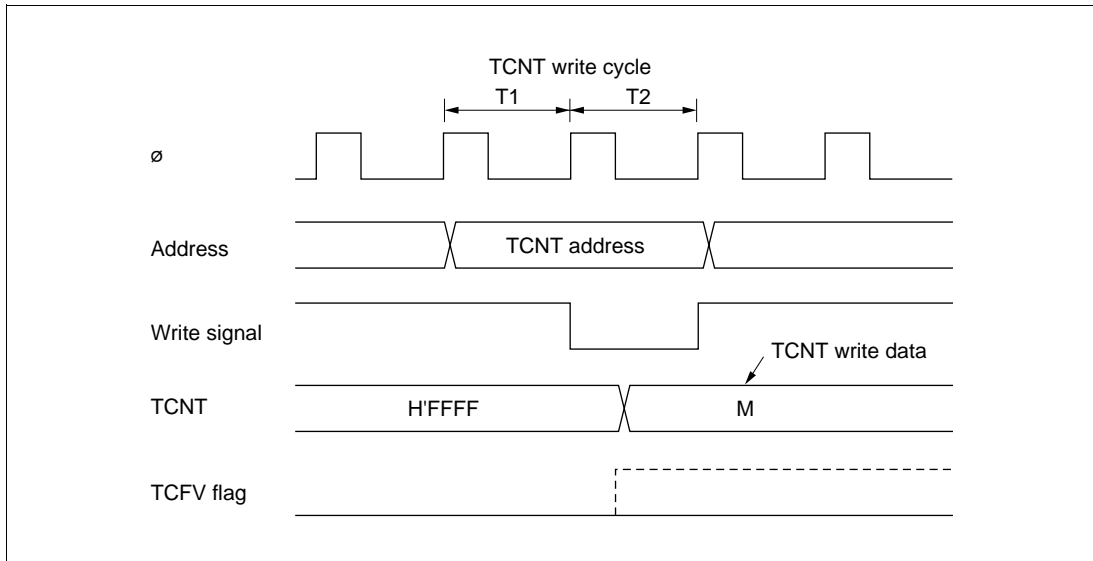 TCNT write cycle
T1 T2
ø
Address TCNT address
Write signal
TCNT write data
TCNT H'FFFF M
TCFV flag